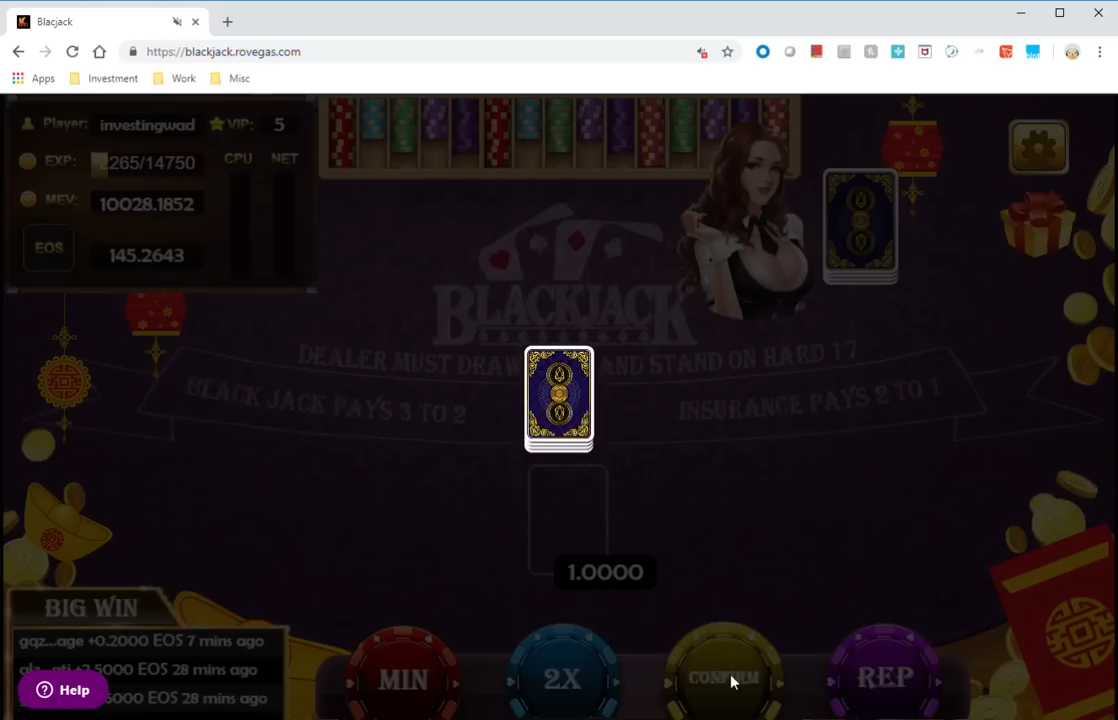 Blacjack
https://blackjack.rovegas.com
Apps Investment Work Misc
Player: investingwad VIP: 5
EXP: 265/14750 CPU NET
MEV: 10028.1852
EOS 145.2643
BLACKJACK
DEALER MUST DRAW AND STAND ON HARD 17
BLACK JACK PAYS 3 TO 2 INSURANCE PAYS 2 TO 1
1.0000
BIG WIN
gqz...age +0.2000 EOS 7 mins ago
5000 EOS 28 mins ago
000 EOS 28 mins ago
Help
MIN 2X CONFIRM REP